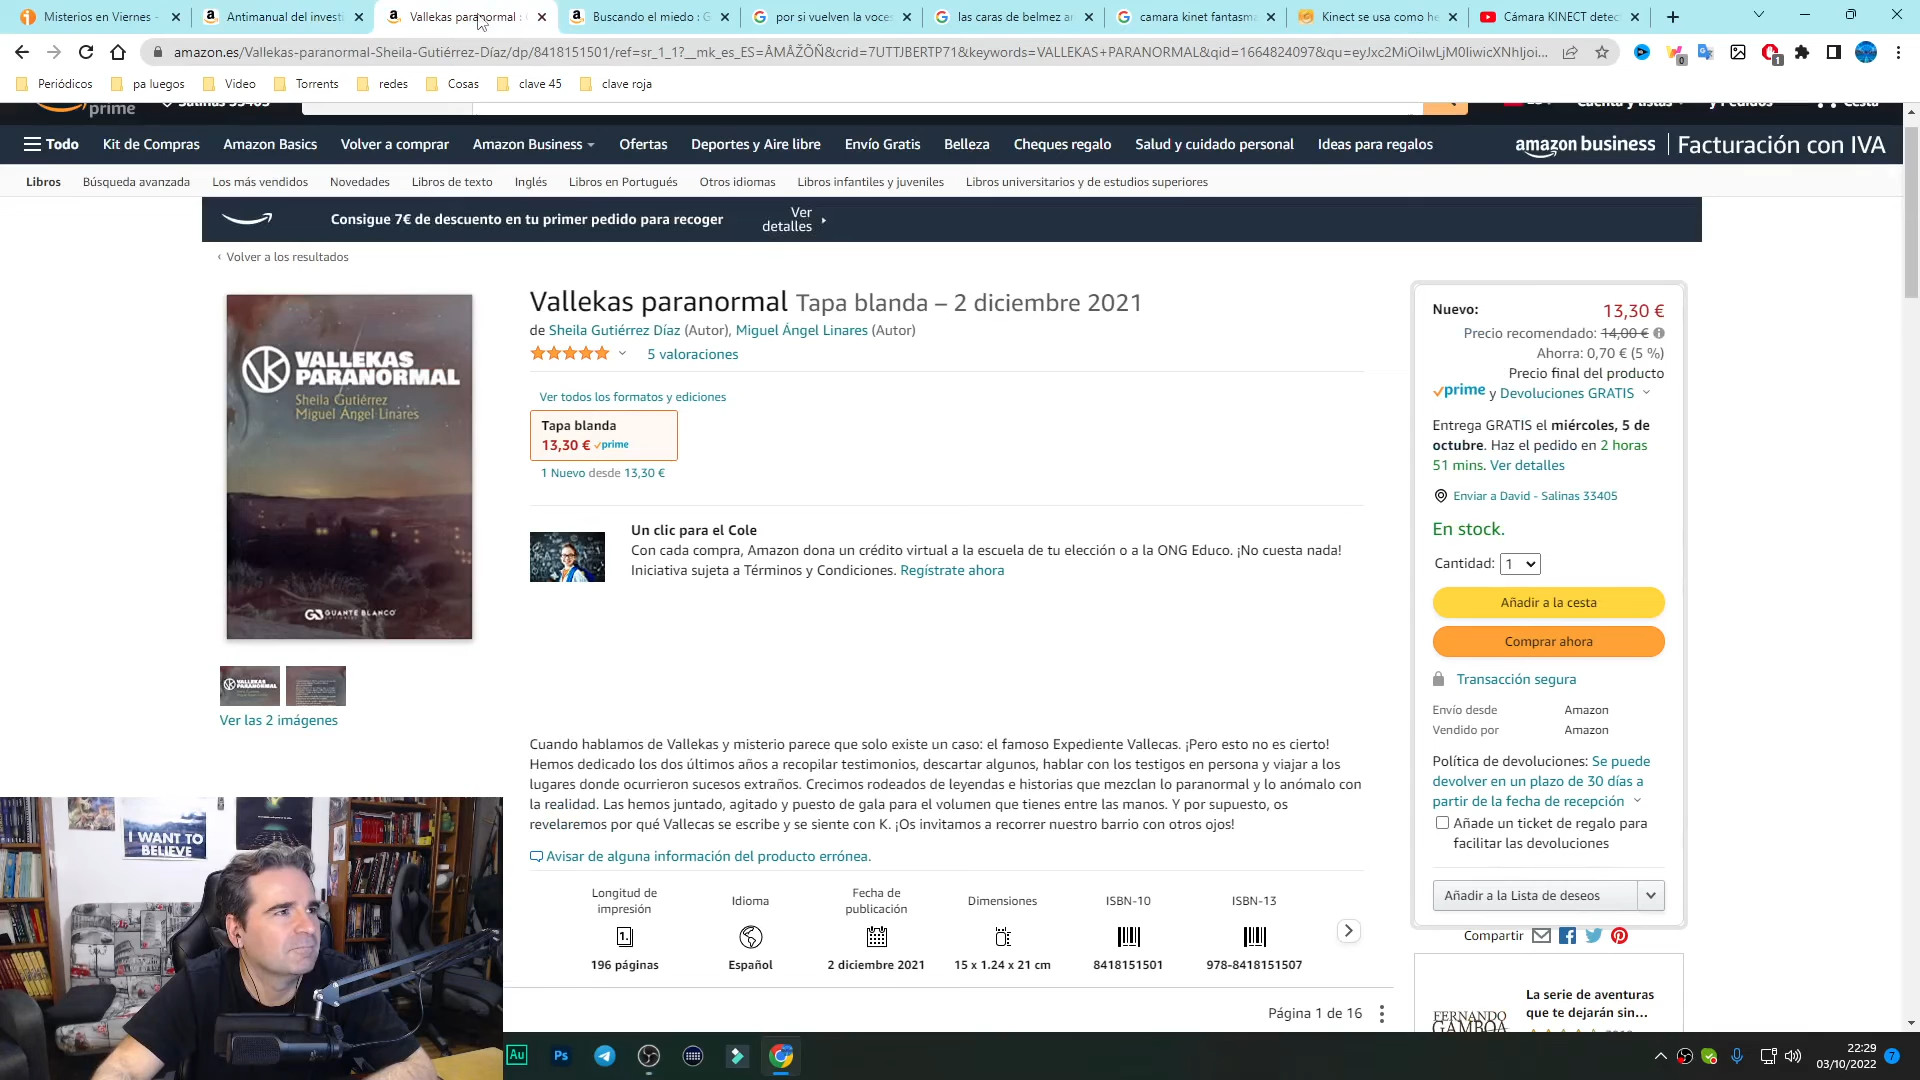 Misterios en Viernes -
Antimanual del investi
Vallekas paranormal :
Buscando el miedo : G
por si vuelven la voces
las caras de belmez ar
camara kinet fantasma
Kinect se usa como he
Cámara KINECT detec
amazon.es/Vallekas-paranormal-Sheila-Gutiérrez-Díaz/dp/8418151501/ref=sr_1_1?__mk_es_ES=ÅMÅŽÕÑ&crid=7UTTJBERTP71&keywords=VALLEKAS+PARANORMAL&qid=1664824097&qu=eyJxc2MiOiIwLjM0IiwicXNhIjoi...
0
1
Periódicos
pa luegos
Video
Torrents
redes
Cosas
clave 45
clave roja
prime
Salinas 33405
Cuenta y listas
y Pedidos
Cesta
Todo
Kit de Compras
Amazon Basics
Volver a comprar
Amazon Business
Ofertas
Deportes y Aire libre
Envío Gratis
Belleza
Cheques regalo
Salud y cuidado personal
Ideas para regalos
amazon business
Facturación con IVA
Libros
Búsqueda avanzada
Los más vendidos
Novedades
Libros de texto
Inglés
Libros en Portugués
Otros idiomas
Libros infantiles y juveniles
Libros universitarios y de estudios superiores
Consigue 7€ de descuento en tu primer pedido para recoger
Ver
detalles
‹ Volver a los resultados
VALLEKAS
PARANORMAL
Sheila Gutiérrez
Miguel Ángel Linares
GUANTE BLANCO
Ver las 2 imágenes
Vallekas paranormal Tapa blanda – 2 diciembre 2021
de Sheila Gutiérrez Díaz (Autor), Miguel Ángel Linares (Autor)
5 valoraciones
Ver todos los formatos y ediciones
Tapa blanda
13,30 € prime
1 Nuevo desde 13,30 €
Un clic para el Cole
Con cada compra, Amazon dona un crédito virtual a la escuela de tu elección o a la ONG Educo. ¡No cuesta nada!
Iniciativa sujeta a Términos y Condiciones. Regístrate ahora
Cuando hablamos de Vallekas y misterio parece que solo existe un caso: el famoso Expediente Vallecas. ¡Pero esto no es cierto!
Hemos dedicado los dos últimos años a recopilar testimonios, descartar algunos, hablar con los testigos en persona y viajar a los
lugares donde ocurrieron sucesos extraños. Crecimos rodeados de leyendas e historias que mezclan lo paranormal y lo anómalo con
la realidad. Las hemos juntado, agitado y puesto de gala para el volumen que tienes entre las manos. Y por supuesto, os
revelaremos por qué Vallecas se escribe y se siente con K. ¡Os invitamos a recorrer nuestro barrio con otros ojos!
Avisar de alguna información del producto errónea.
Longitud de
impresión
196 páginas
Idioma
Español
Fecha de
publicación
2 diciembre 2021
Dimensiones
15 x 1.24 x 21 cm
ISBN-10
8418151501
ISBN-13
978-8418151507
Página 1 de 16
Nuevo: 13,30 €
Precio recomendado: 14,00 €
Ahorra: 0,70 € (5 %)
Precio final del producto
prime y Devoluciones GRATIS
Entrega GRATIS el miércoles, 5 de
octubre. Haz el pedido en 2 horas
51 mins. Ver detalles
Enviar a David - Salinas 33405
En stock.
Cantidad: 1
Añadir a la cesta
Comprar ahora
Transacción segura
Envío desde Amazon
Vendido por Amazon
Política de devoluciones: Se puede
devolver en un plazo de 30 días a
partir de la fecha de recepción
Añade un ticket de regalo para
facilitar las devoluciones
Añadir a la Lista de deseos
Compartir
FERNANDO
GAMBOA
La serie de aventuras
que te dejarán sin...
I WANT TO
BELIEVE
Au
Ps
22:29
03/10/2022
7